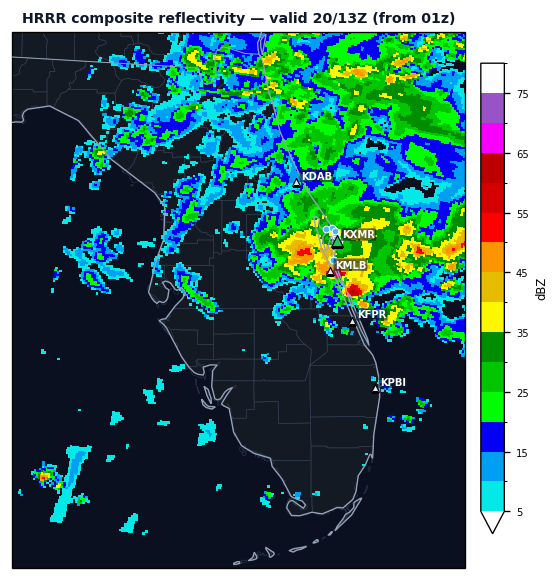 HRRR composite reflectivity — valid 20/13Z (from 01z)
75
65
55
45
35
25
15
5
dBZ
KDAB
KXMR
KMLB
KFPR
KPBI